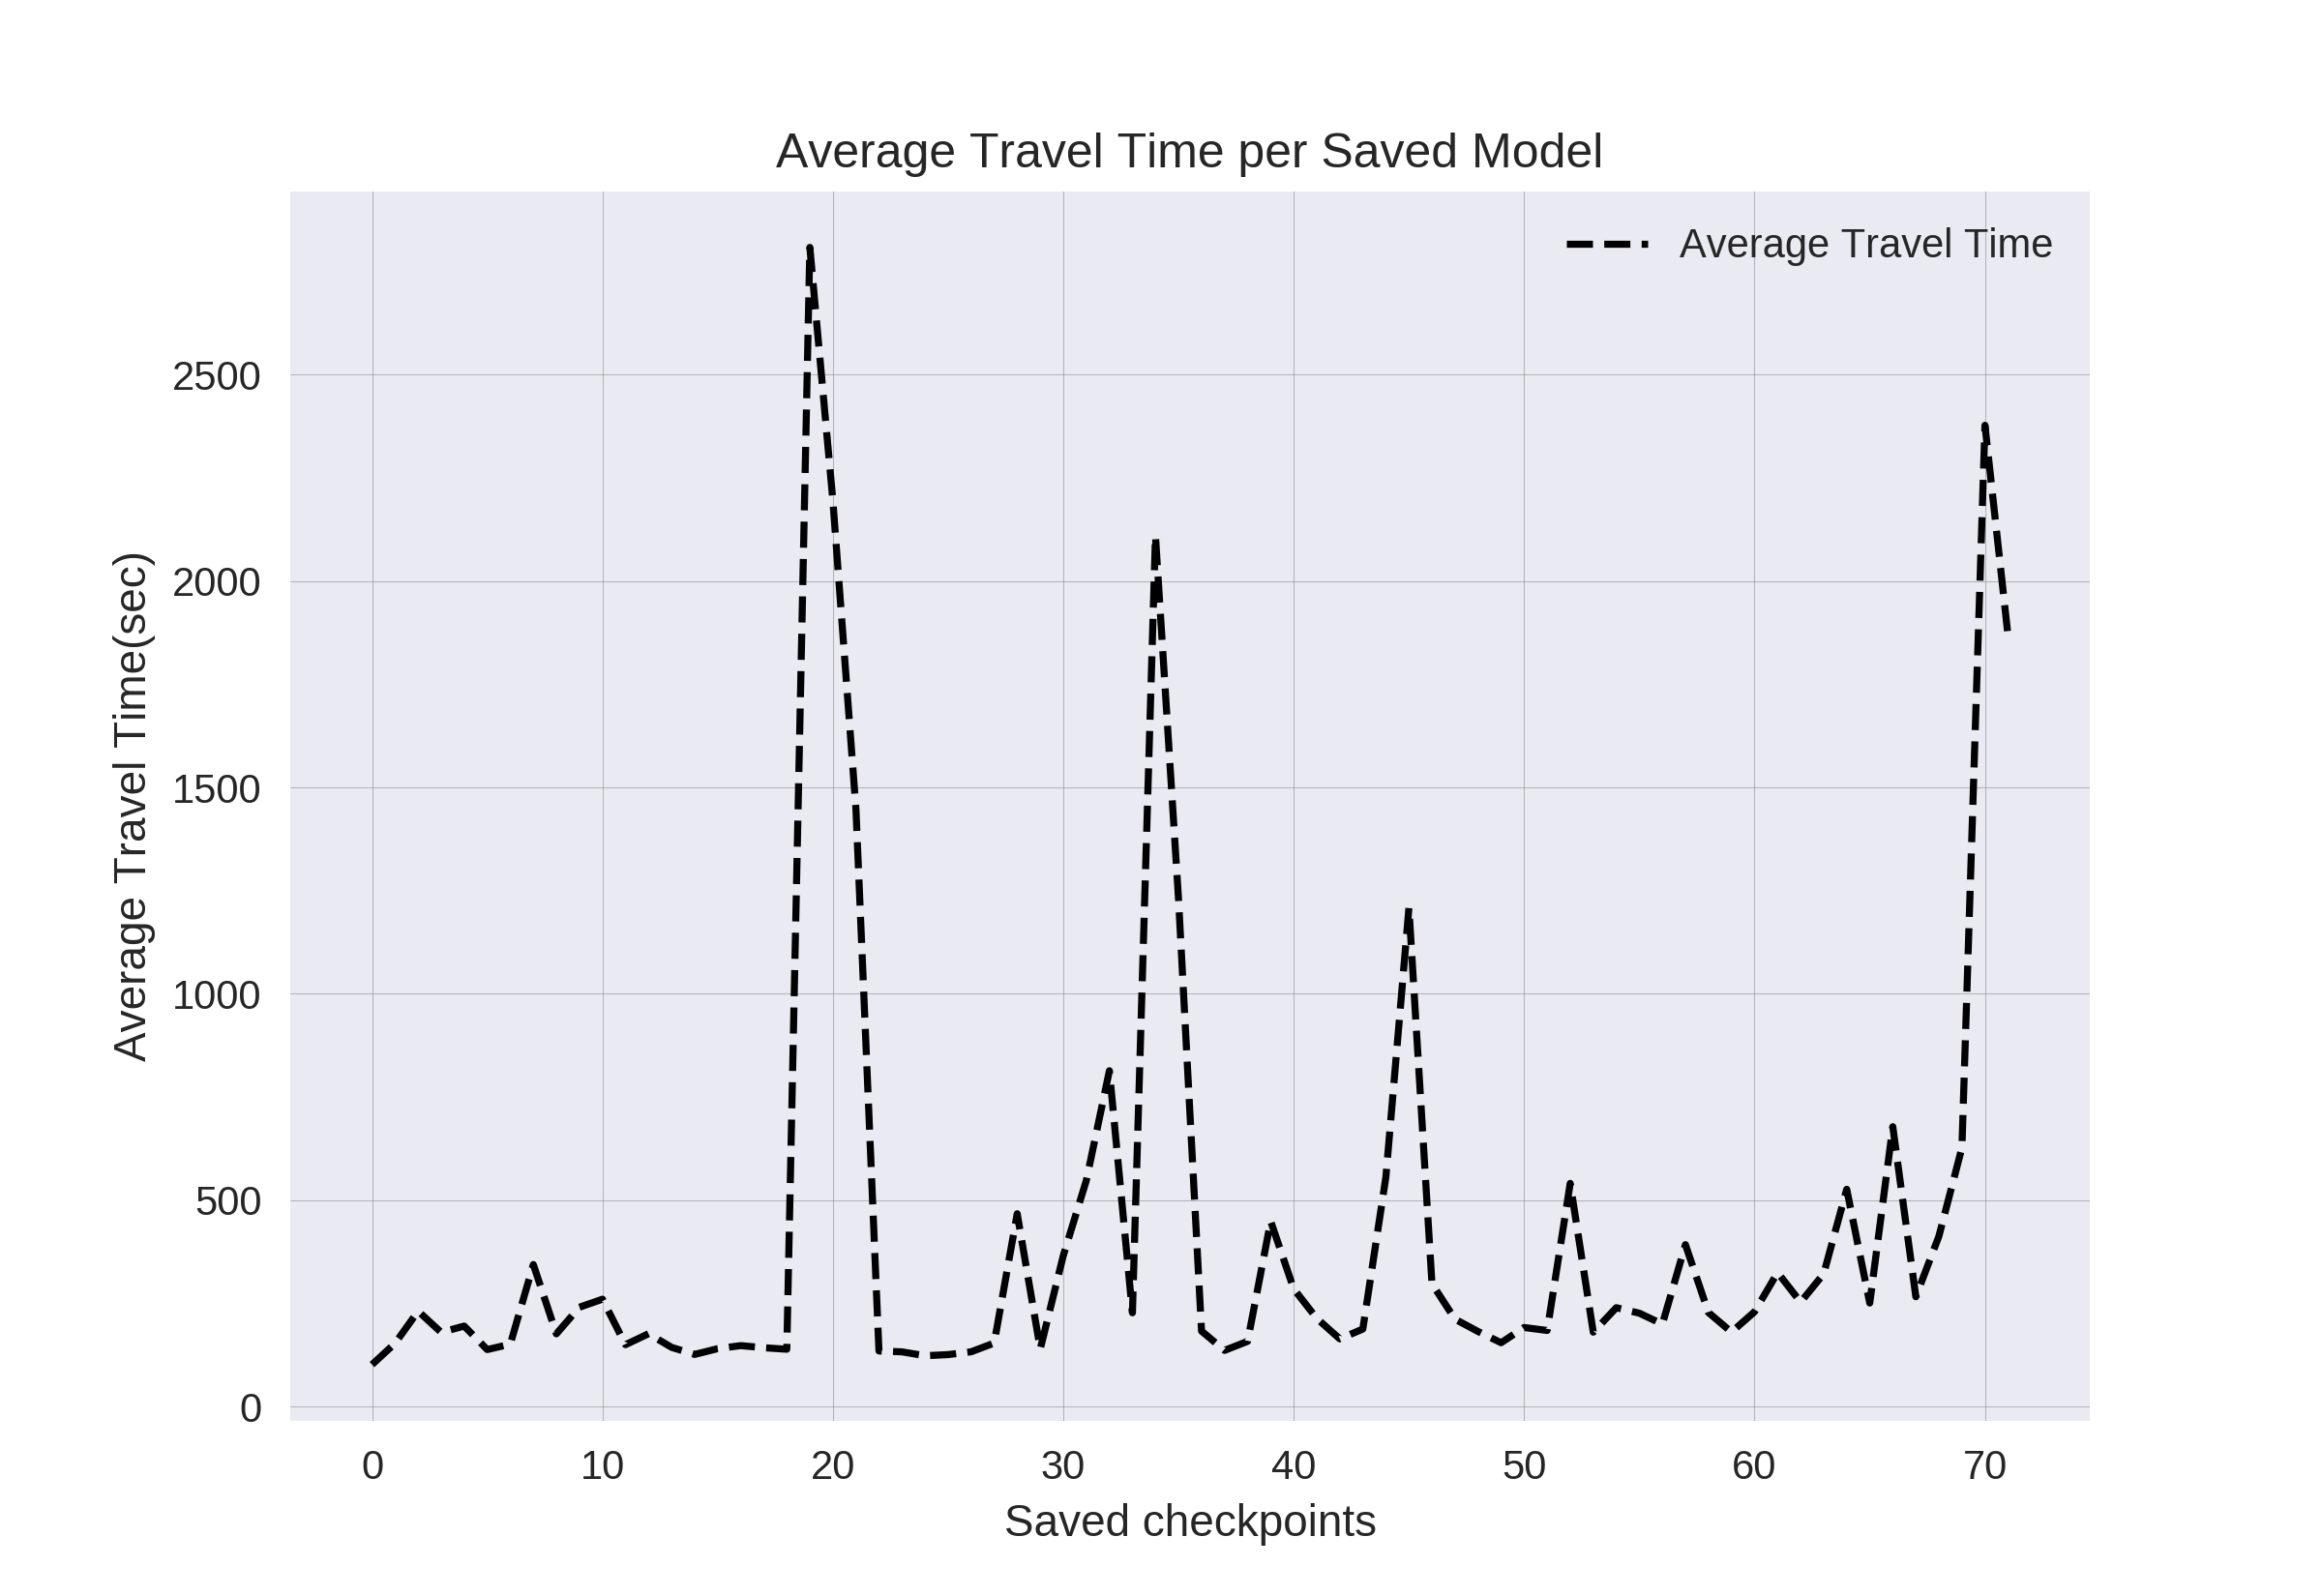 Average Travel Time per Saved Model
Average Travel Time
Average Travel Time(sec)
2500
2000
1500
1000
500
0
0 10 20 30 40 50 60 70
Saved checkpoints